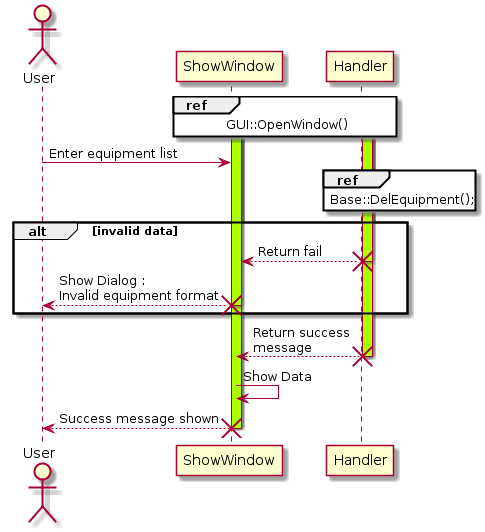 User
ShowWindow
Handler
ref
GUI::OpenWindow()
Enter equipment list
ref
Base::DelEquipment();
alt
[invalid data]
Return fail
Show Dialog :
Invalid equipment format
Return success
message
Show Data
Success message shown
User
ShowWindow
Handler